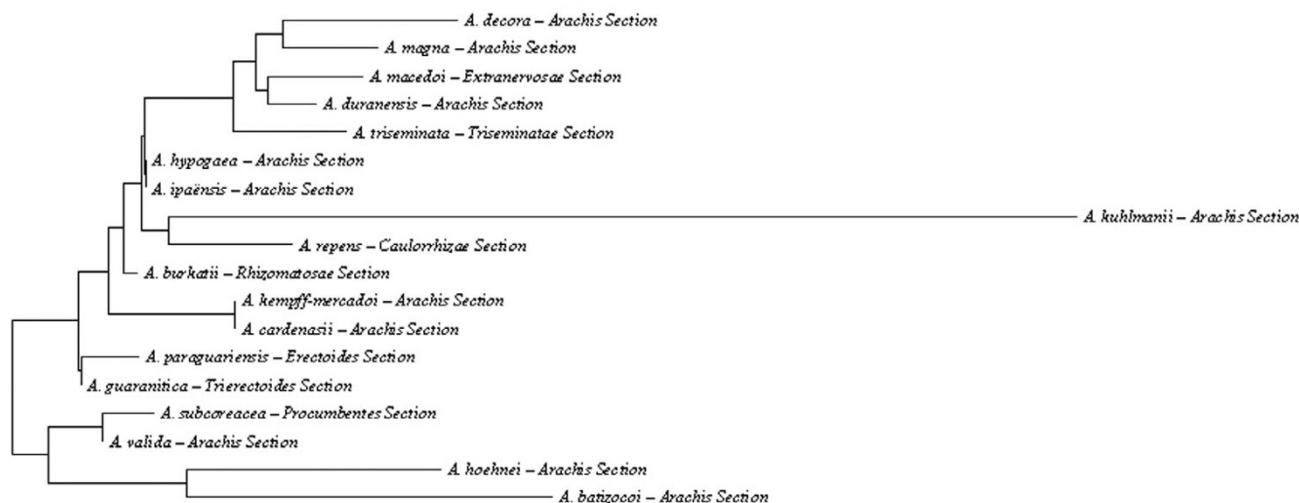 A. decora – Arachis Section
A. magna – Arachis Section
A. macedoi – Extranervosae Section
A. duranensis – Arachis Section
A. triseminata – Triseminatae Section
A. hypogaea – Arachis Section
A. ipaënsis – Arachis Section
A. kuhlmanii – Arachis Section
A. repens – Caulorrhizae Section
A. burkatii – Rhizomatosae Section
A. kempff-mercadoi – Arachis Section
A. cardenasii – Arachis Section
A. paraguariensis – Erectoides Section
A. guaranitica – Trierectoides Section
A. subcoreacea – Procumbentes Section
A. valida – Arachis Section
A. hoehnei – Arachis Section
A. batizocoi – Arachis Section